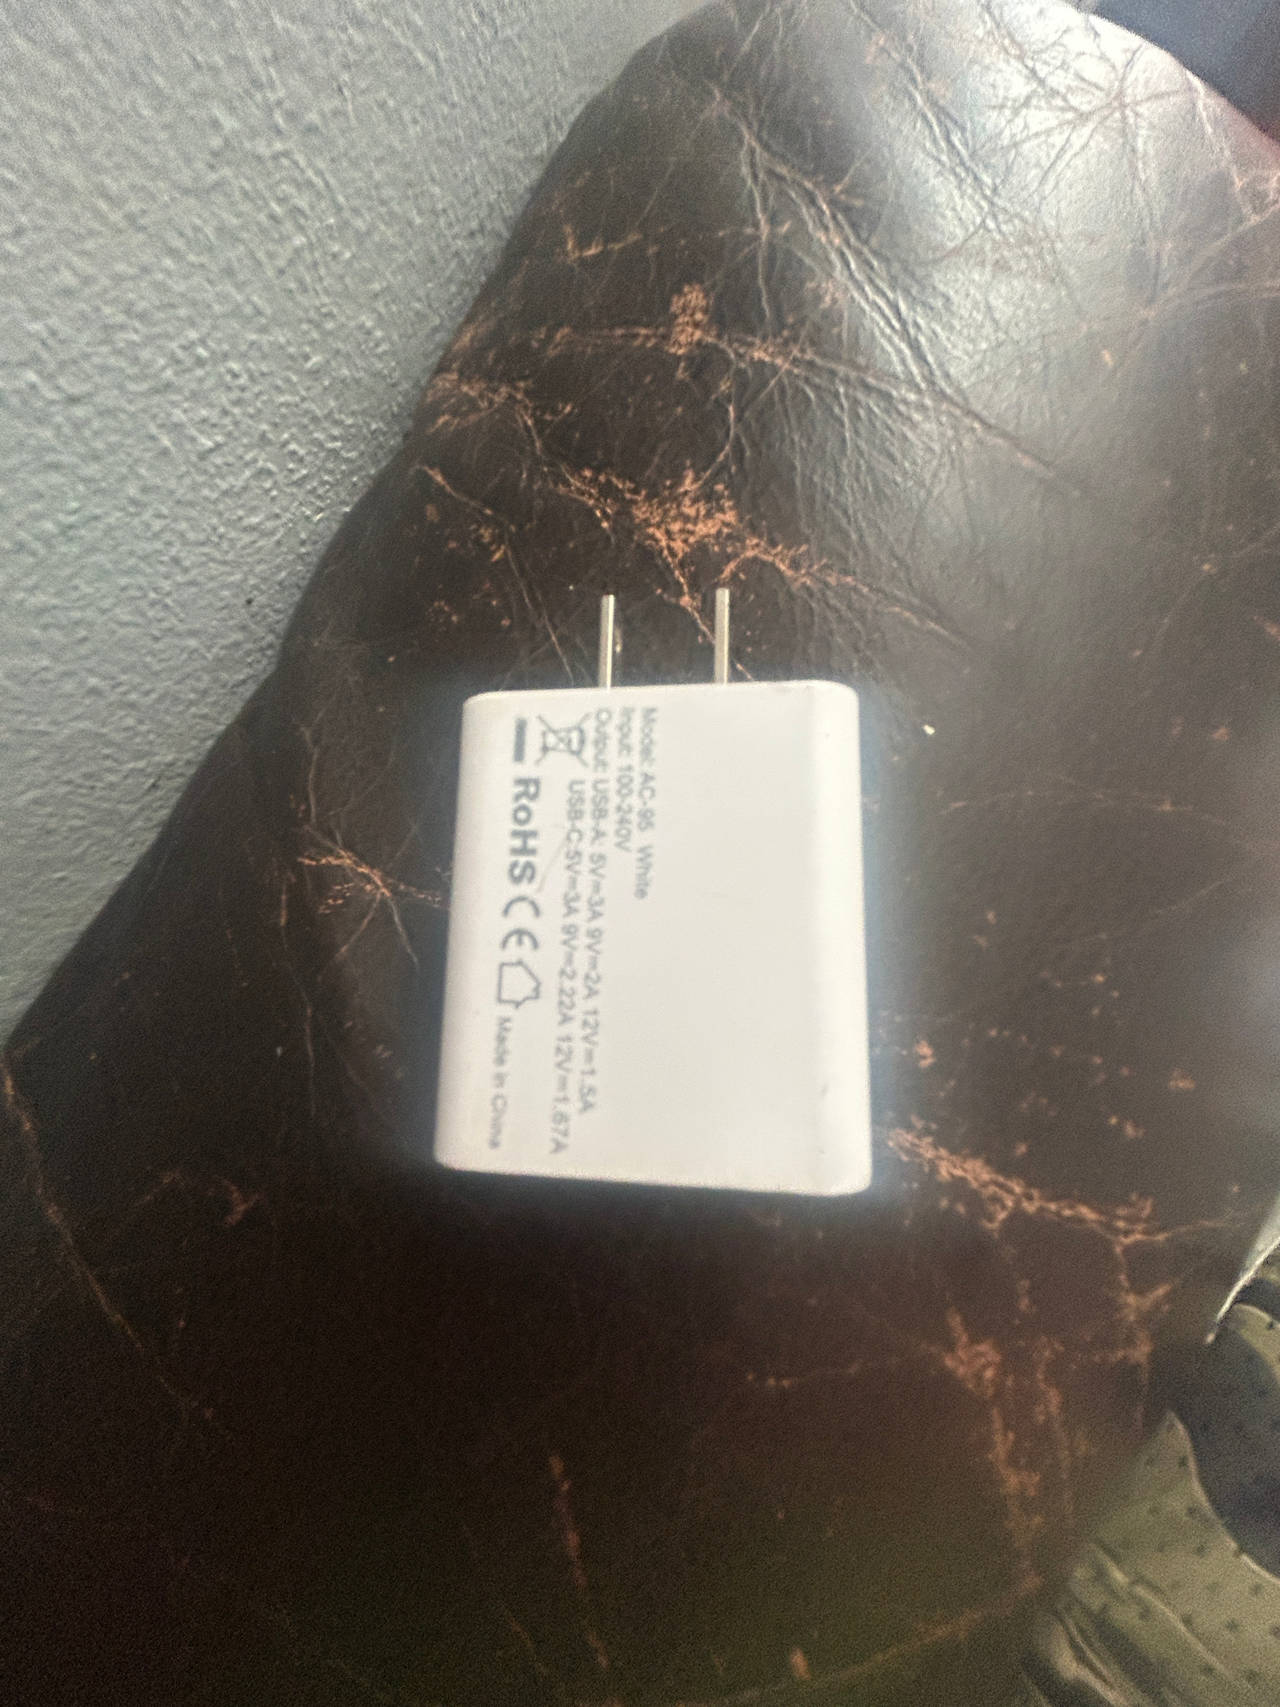 Model: AC-95 White
Input: 100-240V
Output: USB-A: 5V=3A 9V=2A 12V=1.5A
USB-C:5V=3A 9V=2.22A 12V=1.67A
RoHS CE Made in China